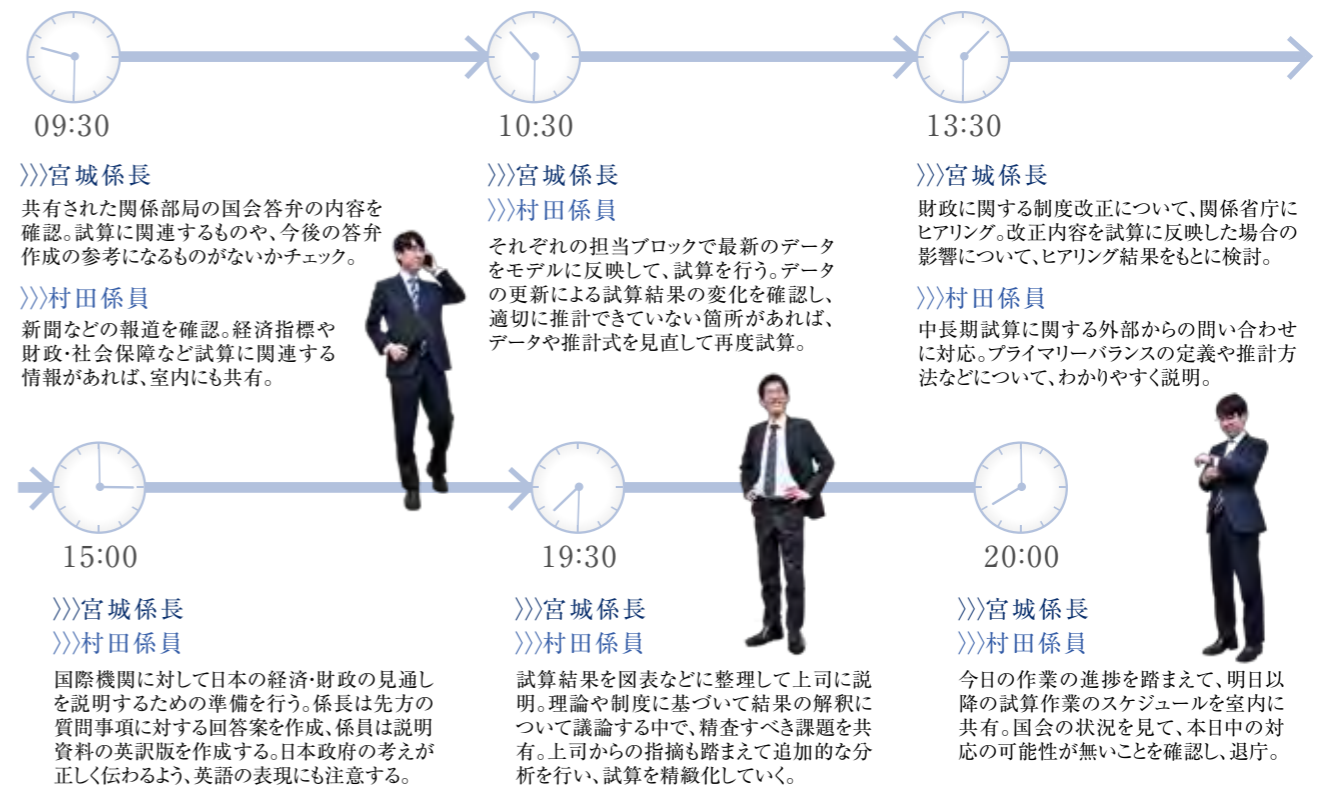 09:30
》〉宮城係長
共有された関係部局の国会答弁の内容を
確認。試算に関連するものや、今後の答弁
作成の参考になるものがないかチェック。
》〉村田係員
新聞などの報道を確認。経済指標や
財政・社会保障など試算に関連する
情報があれば、室内にも共有。
10:30
》〉宮城係長
》〉村田係員
それぞれの担当ブロックで最新のデータ
をモデルに反映して、試算を行う。データ
の更新による試算結果の変化を確認し、
適切に推計できていない箇所があれば、
データや推計式を見直して再度試算。
13:30
》〉宮城係長
財政に関する制度改正について、関係省庁に
ヒアリング。改正内容を試算に反映した場合の
影響について、ヒアリング結果をもとに検討。
》〉村田係員
中長期試算に関する外部からの問い合わせ
に対応。プライマリーバランスの定義や推計方
法などについて、わかりやすく説明。
15:00
》〉宮城係長
》〉村田係員
国際機関に対して日本の経済・財政の見通し
を説明するための準備を行う。係長は先方の
質問事項に対する回答案を作成、係員は説明
資料の英訳版を作成する。日本政府の考えが
正しく伝わるよう、英語の表現にも注意する。
19:30
》〉宮城係長
》〉村田係員
試算結果を図表などに整理して上司に説
明。理論や制度に基づいて結果の解釈に
ついて議論する中で、精査すべき課題を共
有。上司からの指摘も踏まえて追加的な分
析を行い、試算を精緻化していく。
20:00
》〉宮城係長
》〉村田係員
今日の作業の進捗を踏まえて、明日以
降の試算作業のスケジュールを室内に
共有。国会の状況を見て、本日中の対
応の可能性が無いことを確認し、退庁。